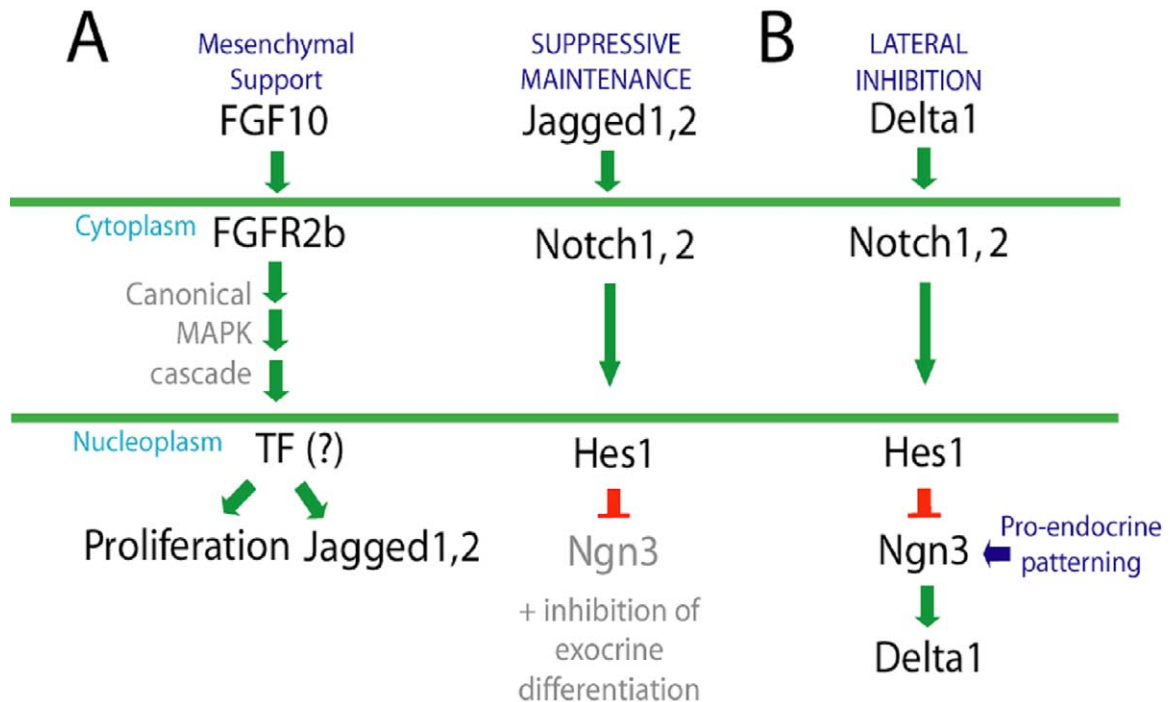 A
Mesenchymal
Support
FGF10
Cytoplasm
FGFR2b
Canonical
MAPK
cascade
Nucleoplasm
TF (?)
Proliferation
Jagged1,2
SUPPRESSIVE
MAINTENANCE
Jagged1,2
Notch1, 2
Hes1
Ngn3
+ inhibition of
exocrine
differentiation
B
LATERAL
INHIBITION
Delta1
Notch1, 2
Hes1
Ngn3
Pro-endocrine
patterning
Delta1